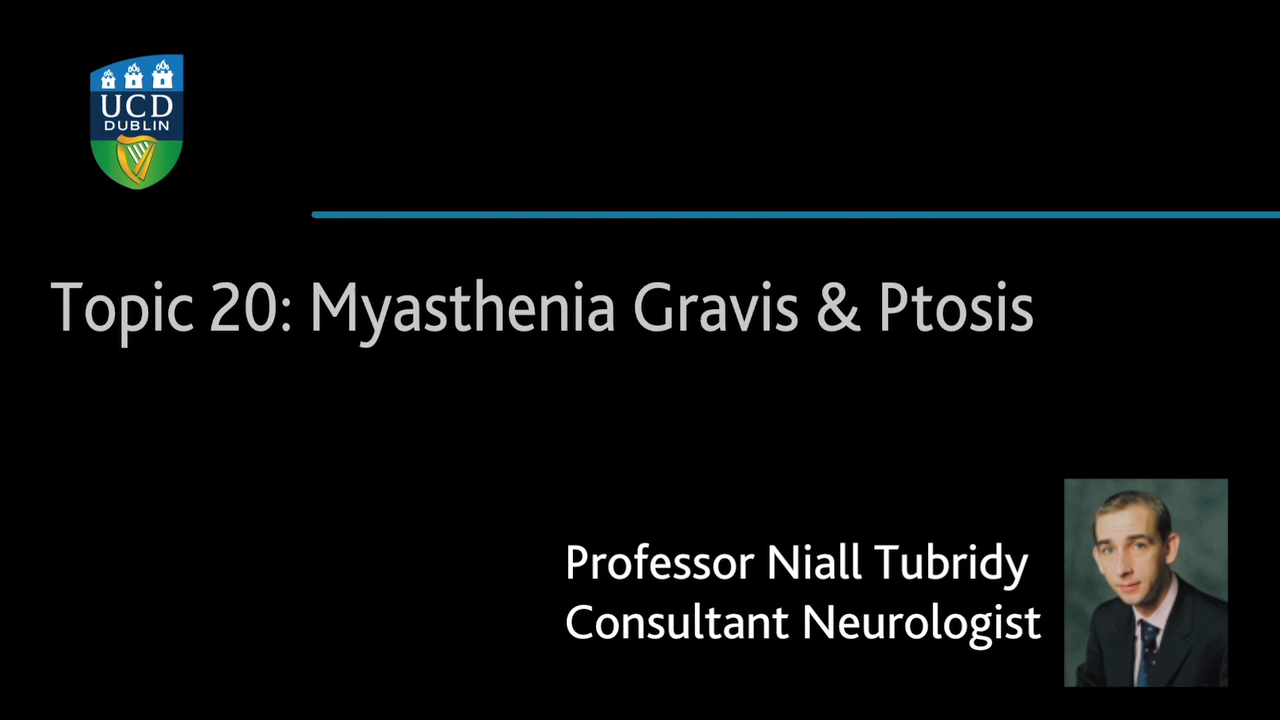 UCD
DUBLIN
Topic 20: Myasthenia Gravis & Ptosis
Professor Niall Tubridy
Consultant Neurologist